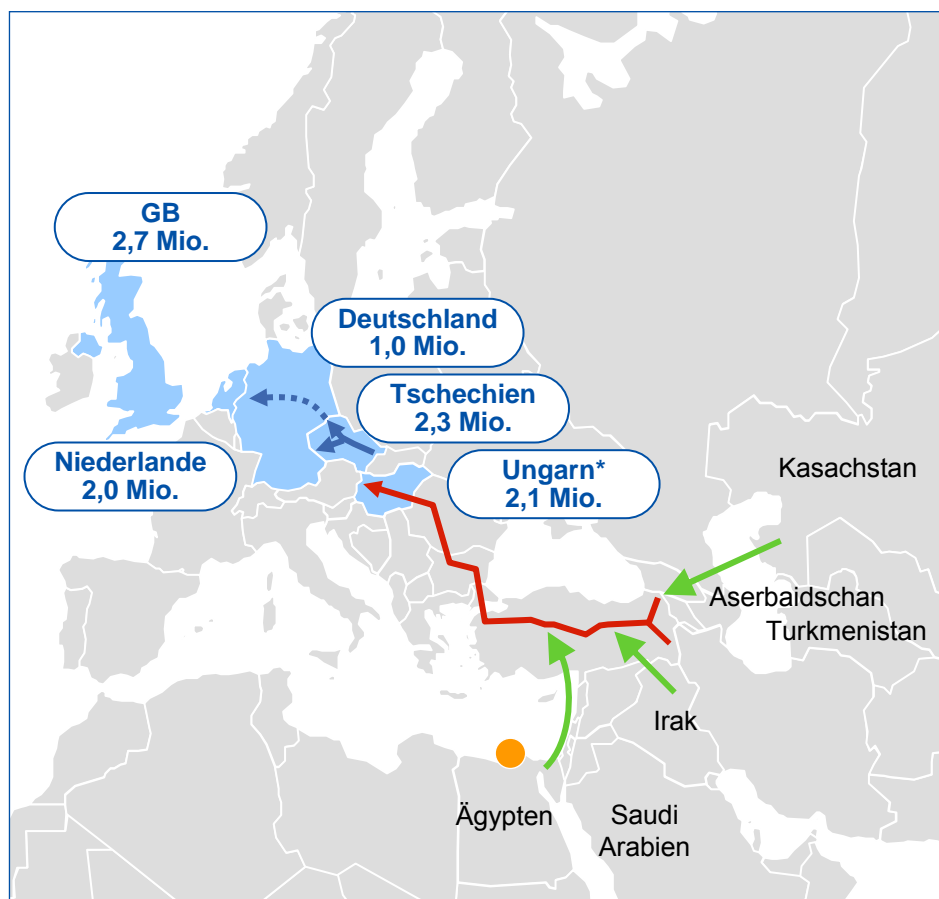 GB
2,7 Mio.
Deutschland
1,0 Mio.
Tschechien
2,3 Mio.
Niederlande
2,0 Mio.
Ungarn*
2,1 Mio.
Kasachstan
Aserbaidschan
Turkmenistan
Irak
Ägypten
Saudi
Arabien